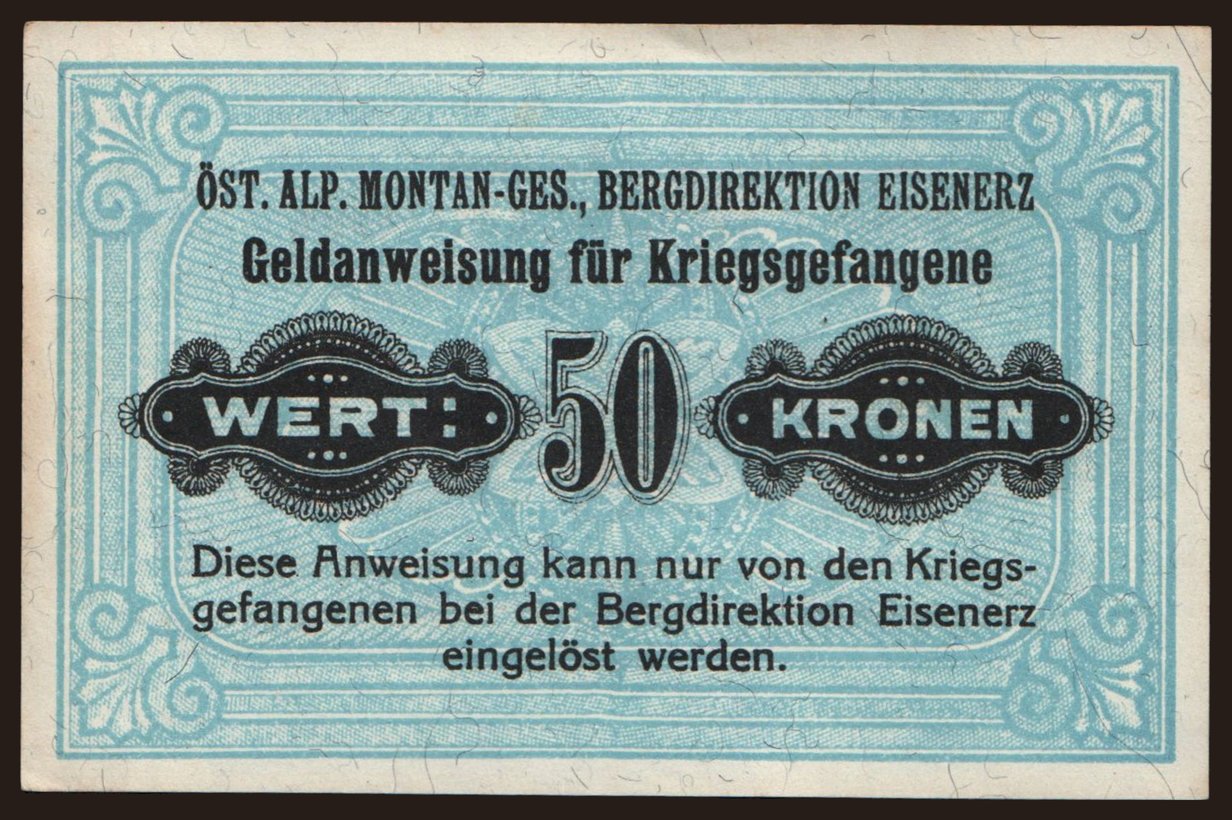 ÖST. ALP. MONTAN-GES., BERGDIREKTION EISENERZ
Geldanweisung für Kriegsgefangene
WERT: 50 KRONEN
Diese Anweisung kann nur von den Kriegs-
gefangenen bei der Bergdirektion Eisenerz
eingelöst werden.